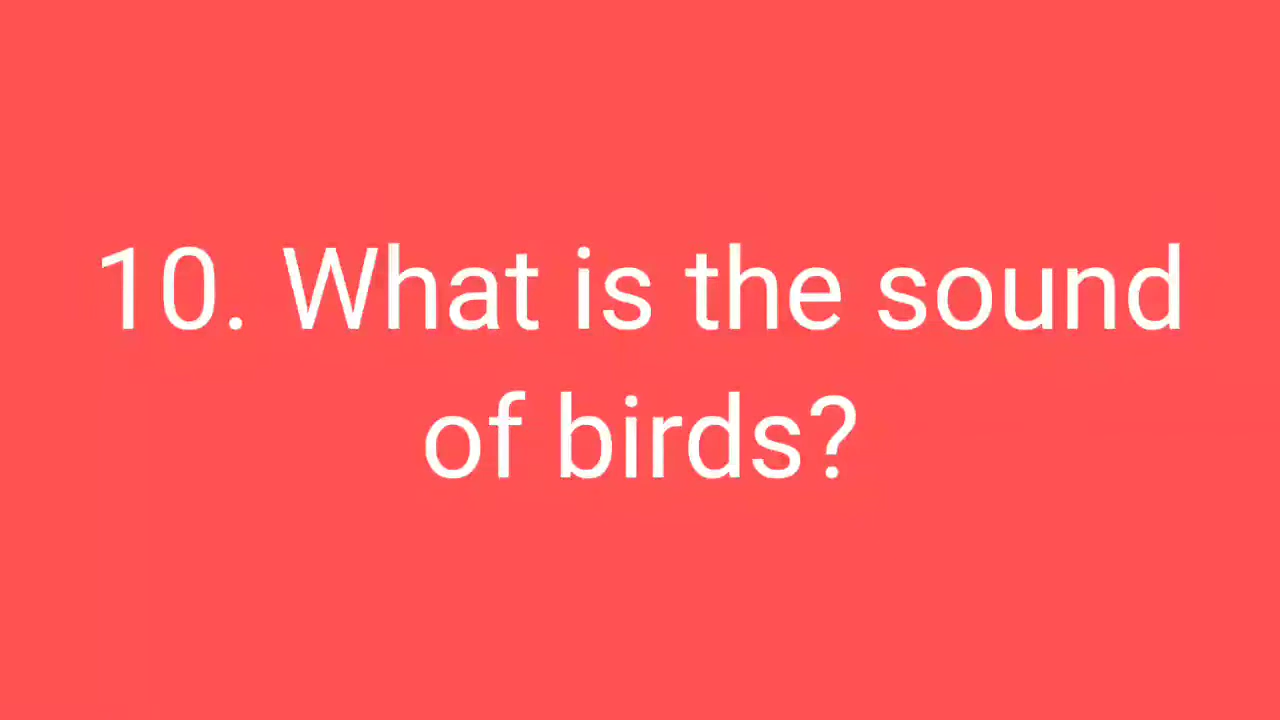 10. What is the sound
of birds?